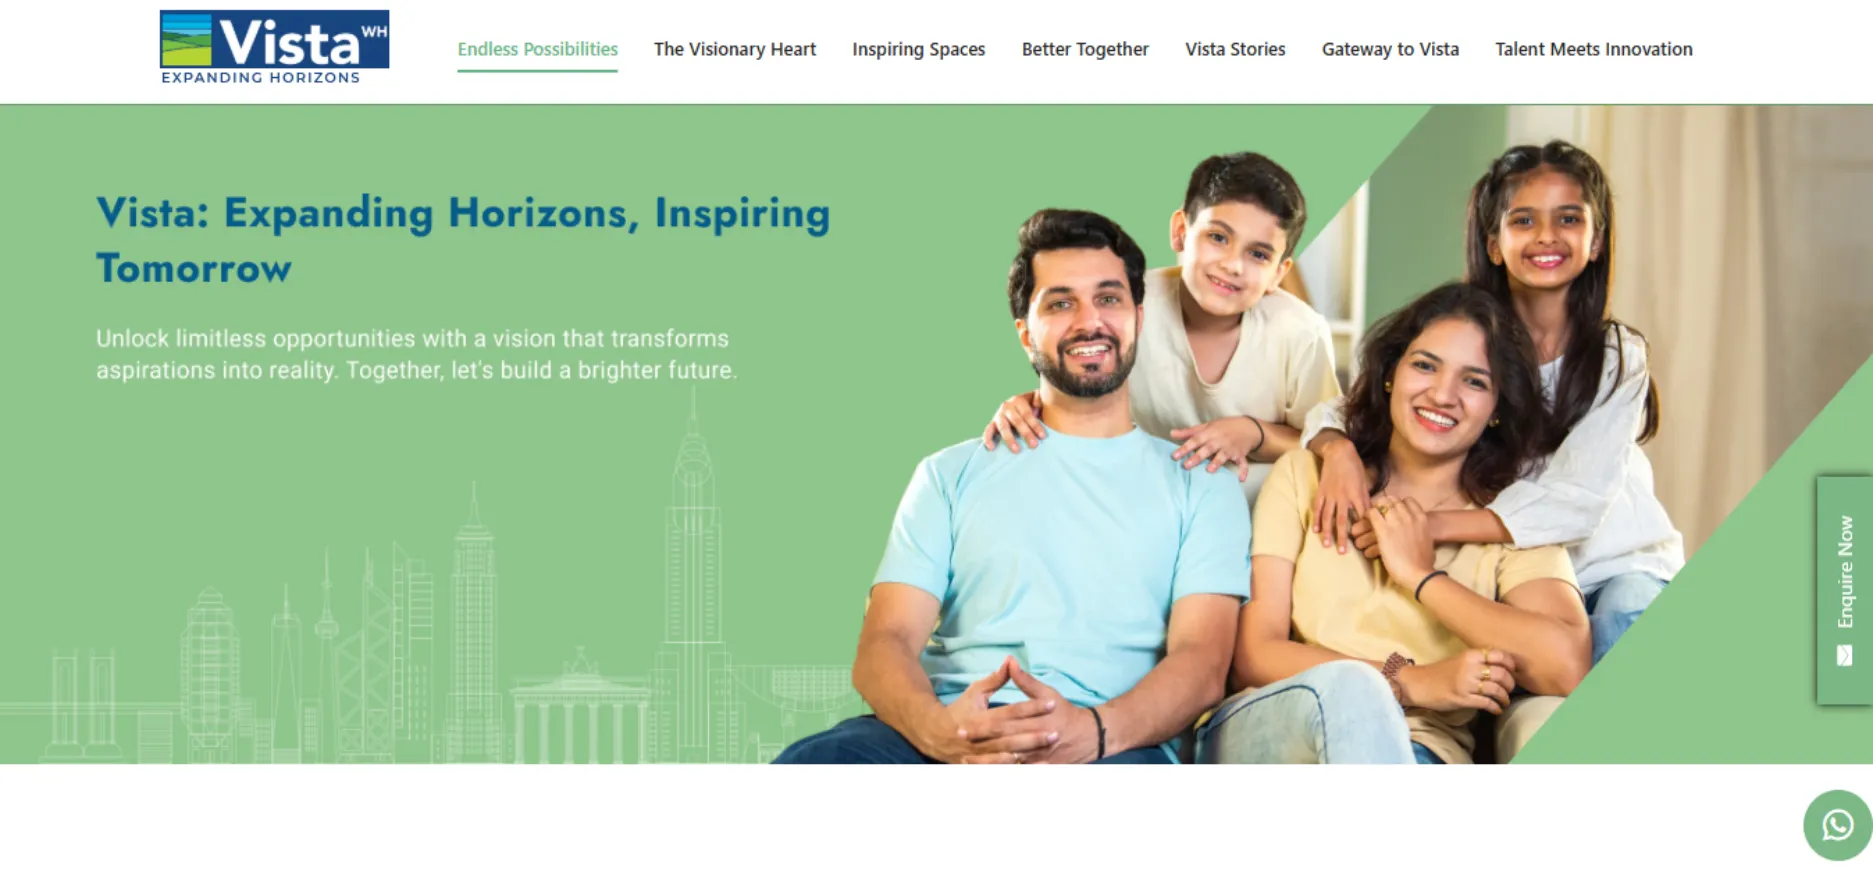 Vista WH
EXPANDING HORIZONS
Endless Possibilities
The Visionary Heart
Inspiring Spaces
Better Together
Vista Stories
Gateway to Vista
Talent Meets Innovation
Vista: Expanding Horizons, Inspiring
Tomorrow
Unlock limitless opportunities with a vision that transforms
aspirations into reality. Together, let's build a brighter future.
Enquire Now